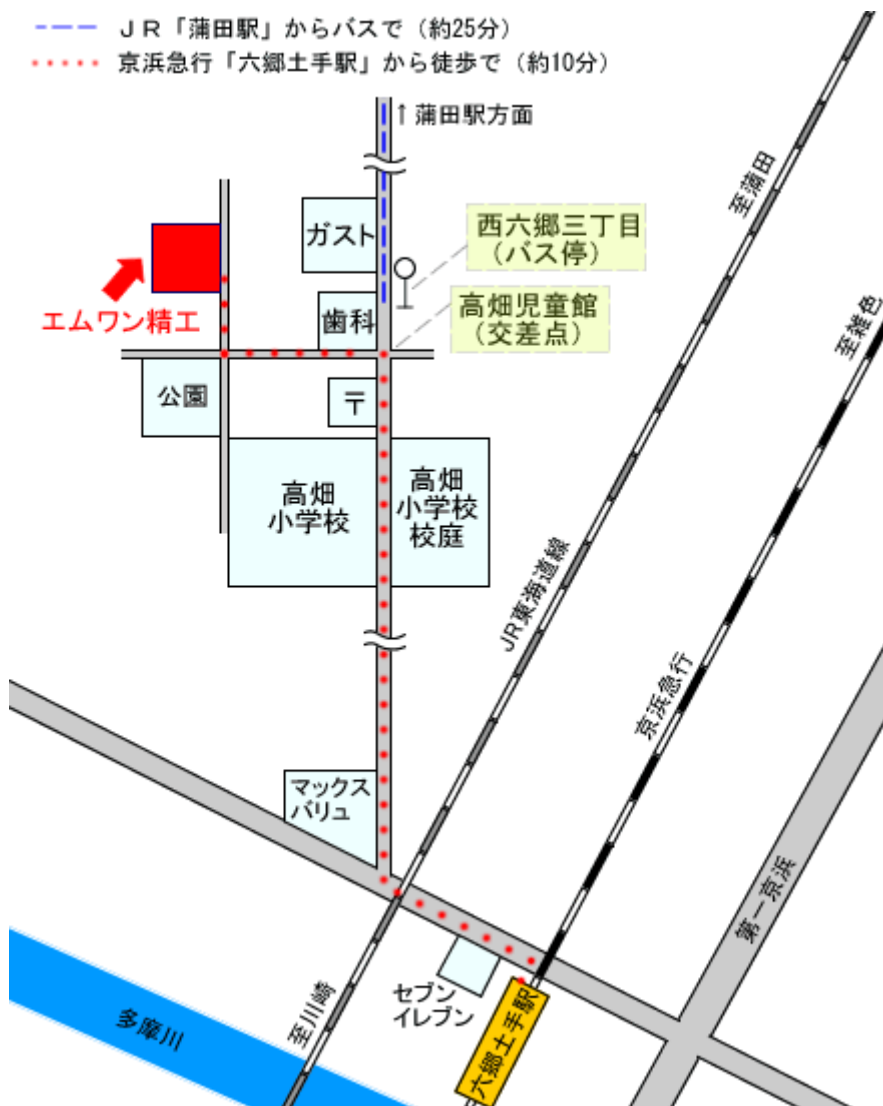 ＪＲ「蒲田駅」からバスで（約25分）
京浜急行「六郷土手駅」から徒歩で（約10分）
↑蒲田駅方面
至蒲田
ガスト
西六郷三丁目
（バス停）
エムワン精工
歯科
高畑児童館
（交差点）
至雑色
公園
〒
高畑
小学校
高畑
小学校
校庭
JR東海道線
京浜急行
マックス
バリュ
第一京浜
セブン
イレブン
至川崎
多摩川
六郷土手駅